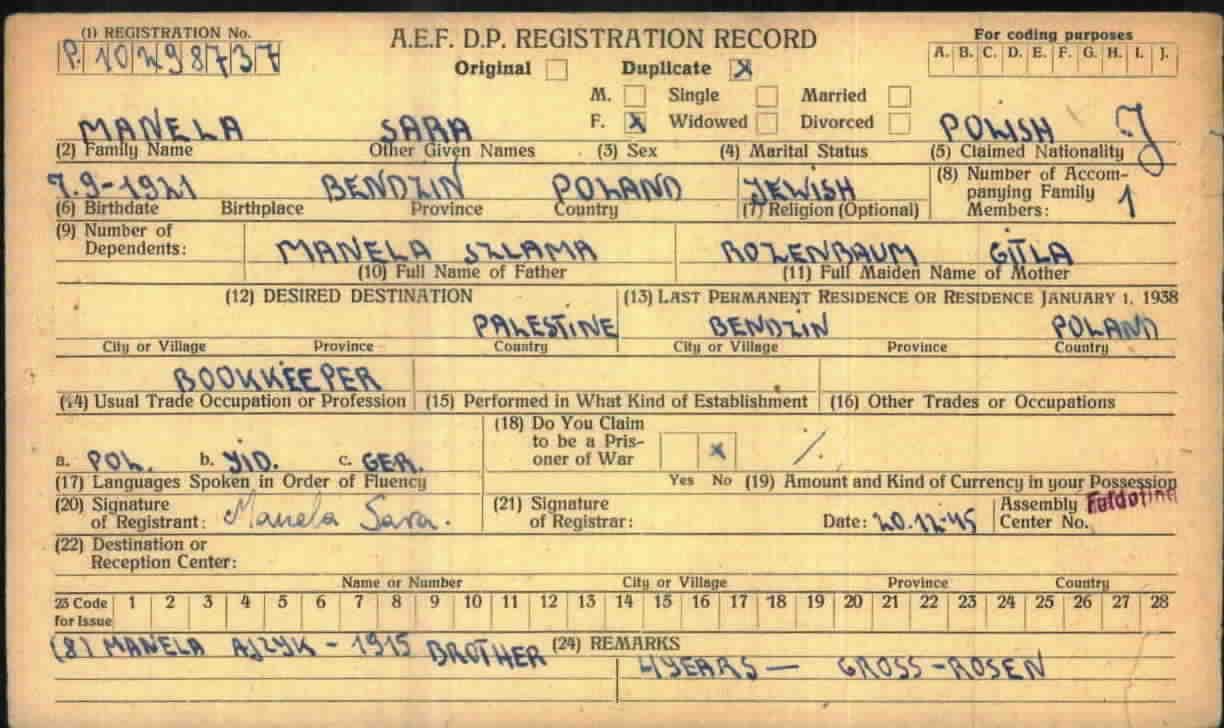 (1) REGISTRATION No.
P. 10298737
A.E.F. D.P. REGISTRATION RECORD
Original Duplicate X
For coding purposes
A. B. C. D. E. F. G. H. I. J.
M. Single Married
F. X Widowed Divorced
MANELA SARA POLISH J
(2) Family Name Other Given Names (3) Sex (4) Marital Status (5) Claimed Nationality
7.9-1921 BENDZIN POLAND JEWISH
(6) Birthdate Birthplace Province Country (7) Religion (Optional)
(8) Number of Accom-
panying Family
Members: 1
(9) Number of
Dependents:
MANELA SZLAMA ROZENBAUM GITLA
(10) Full Name of Father (11) Full Maiden Name of Mother
(12) DESIRED DESTINATION (13) LAST PERMANENT RESIDENCE OR RESIDENCE JANUARY 1, 1938
PALESTINE BENDZIN POLAND
City or Village Province Country City or Village Province Country
BOOKKEEPER
(14) Usual Trade Occupation or Profession (15) Performed in What Kind of Establishment (16) Other Trades or Occupations
a. POL. b. YID. c. GER.
(17) Languages Spoken in Order of Fluency
(18) Do You Claim
to be a Pris-
oner of War
X
Yes No
%
(19) Amount and Kind of Currency in your Possession
(20) Signature
of Registrant: Manela Sara.
(21) Signature
of Registrar:
Date: 20.12.45
Assembly
Center No.
(22) Destination or
Reception Center:
Name or Number City or Village Province Country
23 Code
for Issue
1 2 3 4 5 6 7 8 9 10 11 12 13 14 15 16 17 18 19 20 21 22 23 24 25 26 27 28
(8) MANELA AJZYK - 1915 BROTHER
(24) REMARKS
4 YEARS — GROSS-ROSEN